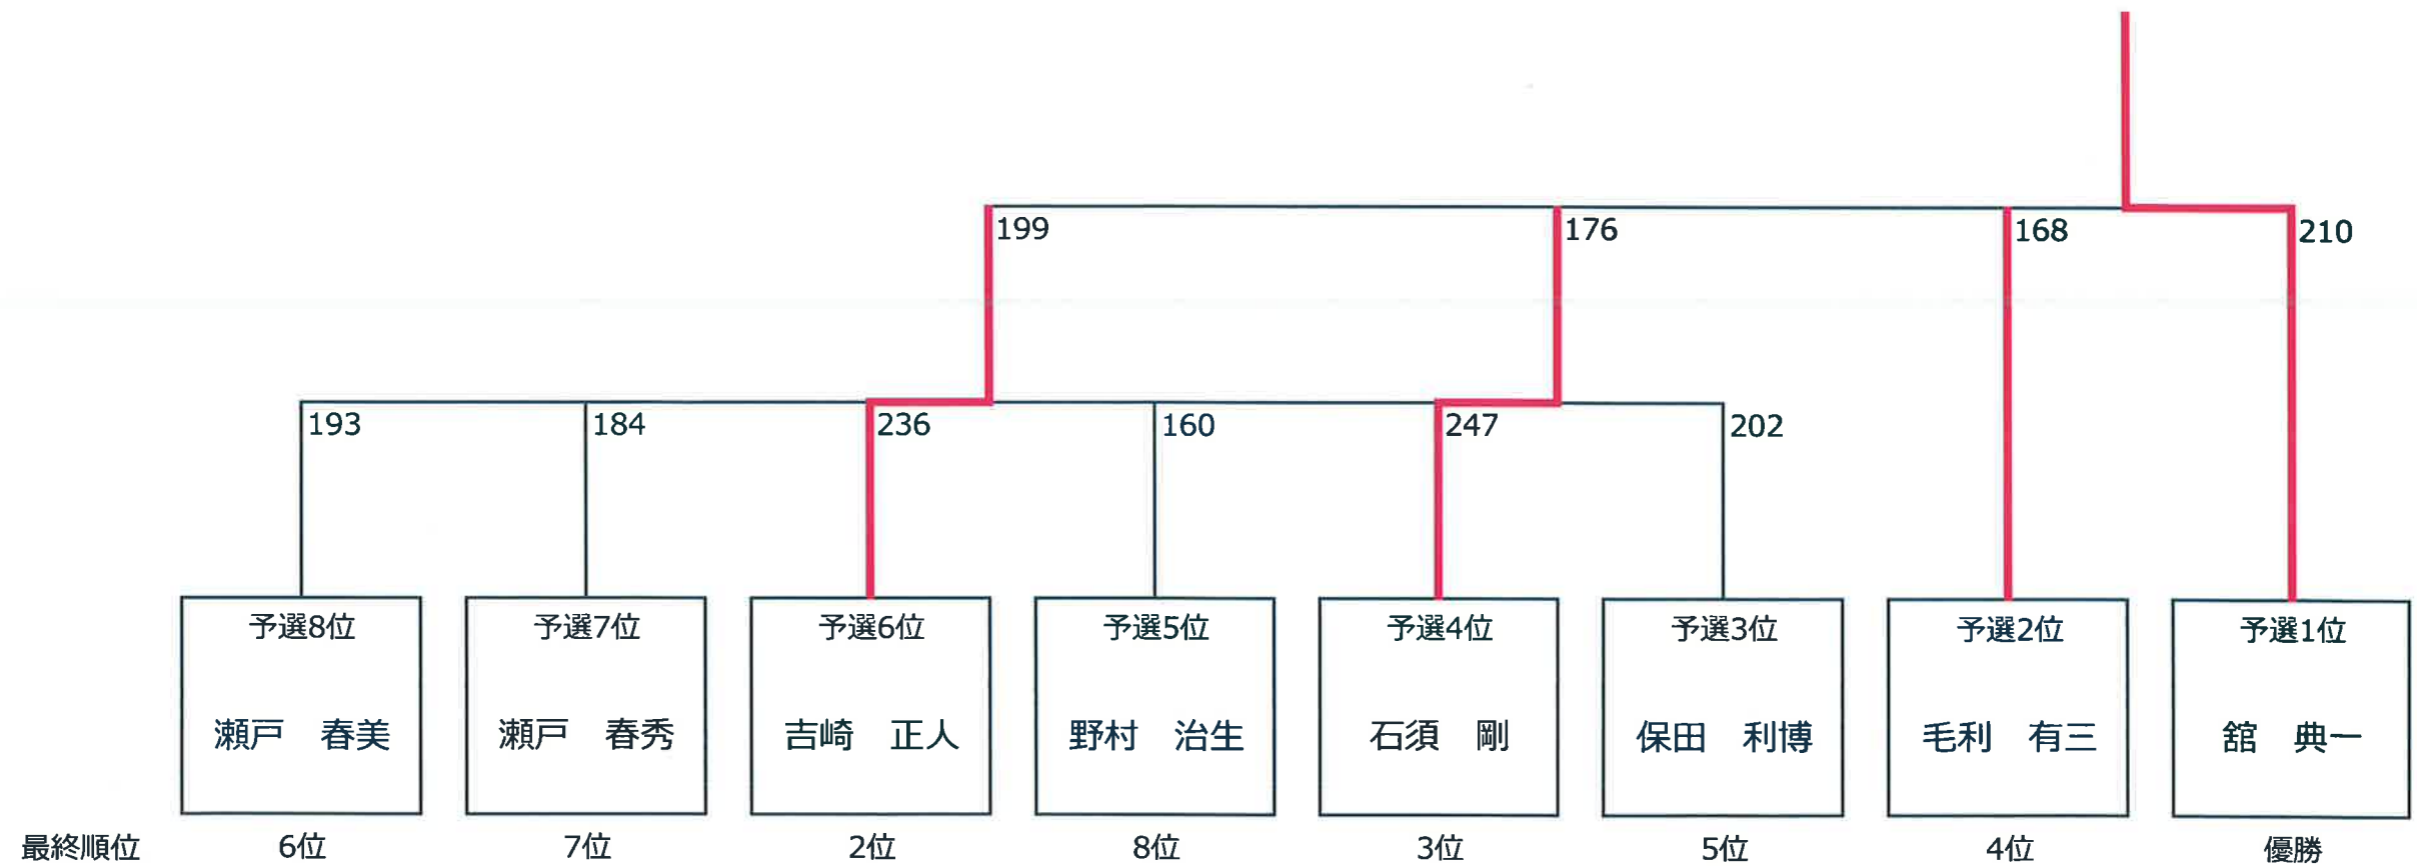 199 176 168 210
193 184 236 160 247 202
予選8位 予選7位 予選6位 予選5位 予選4位 予選3位 予選2位 予選1位
瀬戸　春美 瀬戸　春秀 吉崎　正人 野村　治生 石須　剛 保田　利博 毛利　有三 舘　典一
最終順位 6位 7位 2位 8位 3位 5位 4位 優勝